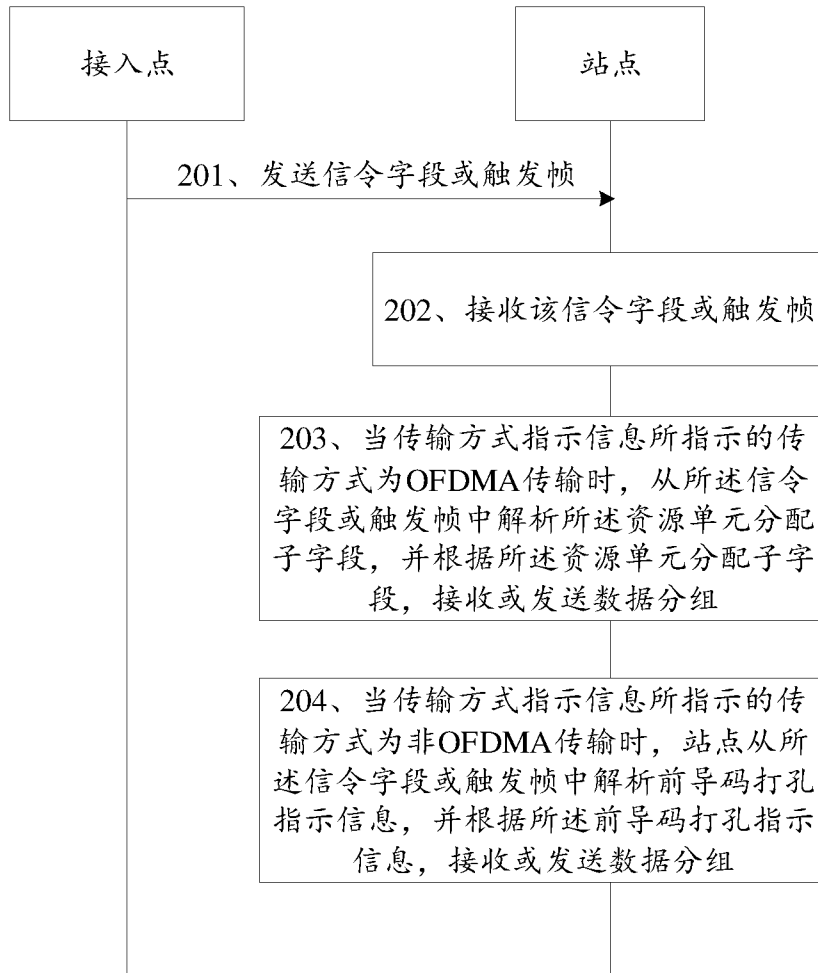 接入点
站点
201、发送信令字段或触发帧
202、接收该信令字段或触发帧
203、当传输方式指示信息所指示的传
输方式为OFDMA传输时，从所述信令
字段或触发帧中解析所述资源单元分配
子字段，并根据所述资源单元分配子字
段，接收或发送数据分组
204、当传输方式指示信息所指示的传
输方式为非OFDMA传输时，站点从所
述信令字段或触发帧中解析前导码打孔
指示信息，并根据所述前导码打孔指示
信息，接收或发送数据分组